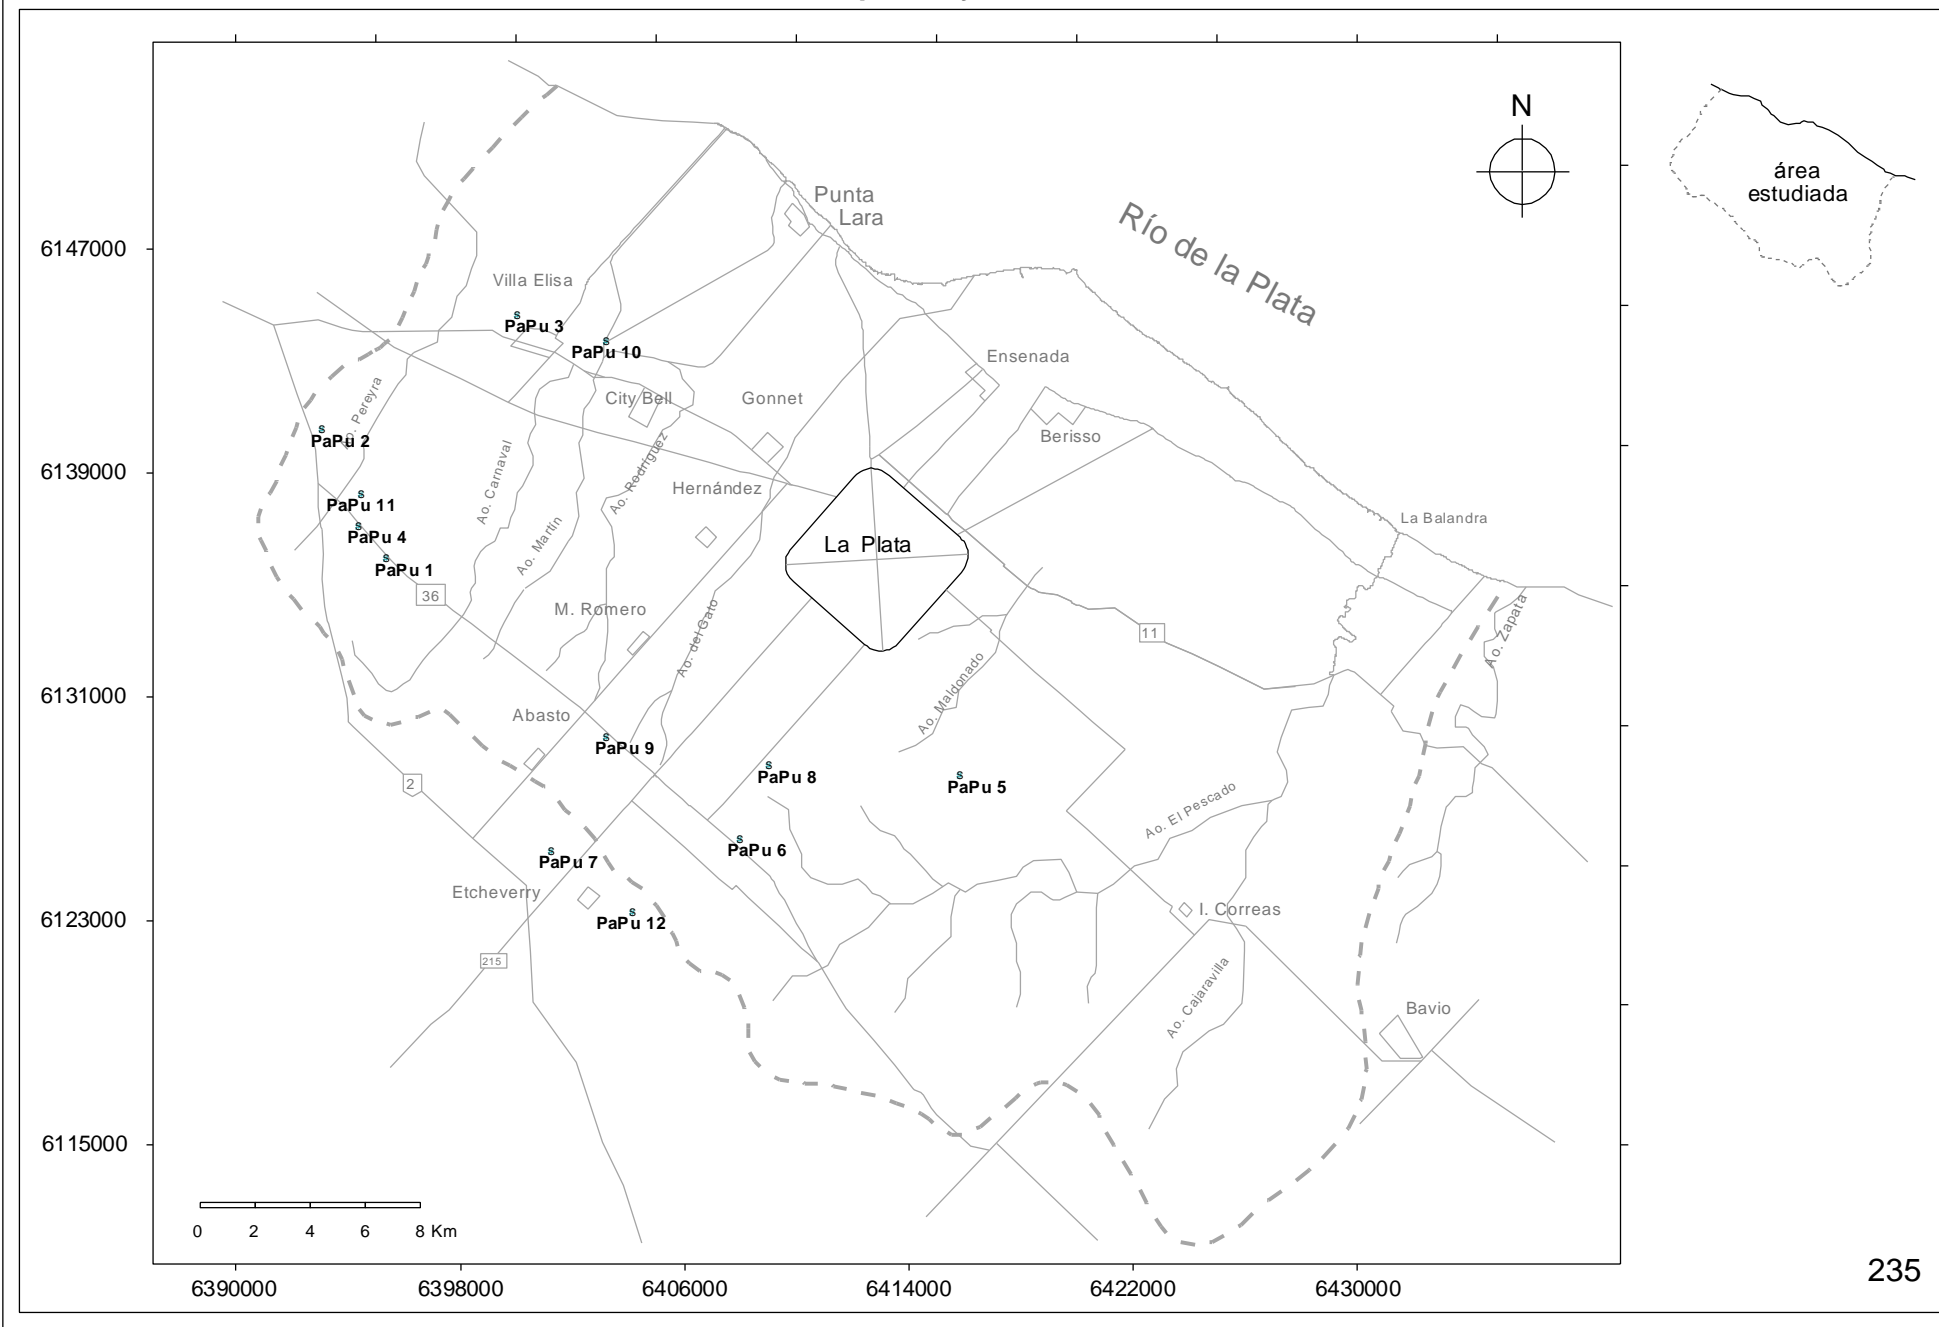 N
área
estudiada
Punta
Lara
Río de la Plata
6147000
Villa Elisa
s
PaPu 3
s
PaPu 10
Ensenada
City Bell
Gonnet
Ao. Pereyra
s
PaPu 2
Berisso
6139000
Ao. Carnaval
Ao. Rodríguez
Hernández
s
PaPu 11
La Balandra
s
PaPu 4
Ao. Martín
La Plata
s
PaPu 1
36
M. Romero
Ao. del Gato
11
Ao. Zapata
Ao. Maldonado
6131000
Abasto
s
PaPu 9
s
PaPu 8
s
PaPu 5
2
Ao. El Pescado
s
PaPu 6
s
PaPu 7
Etcheverry
6123000
s
PaPu 12
I. Correas
215
Ao. Cajaravilla
Bavio
6115000
0 2 4 6 8 Km
6390000 6398000 6406000 6414000 6422000 6430000
235